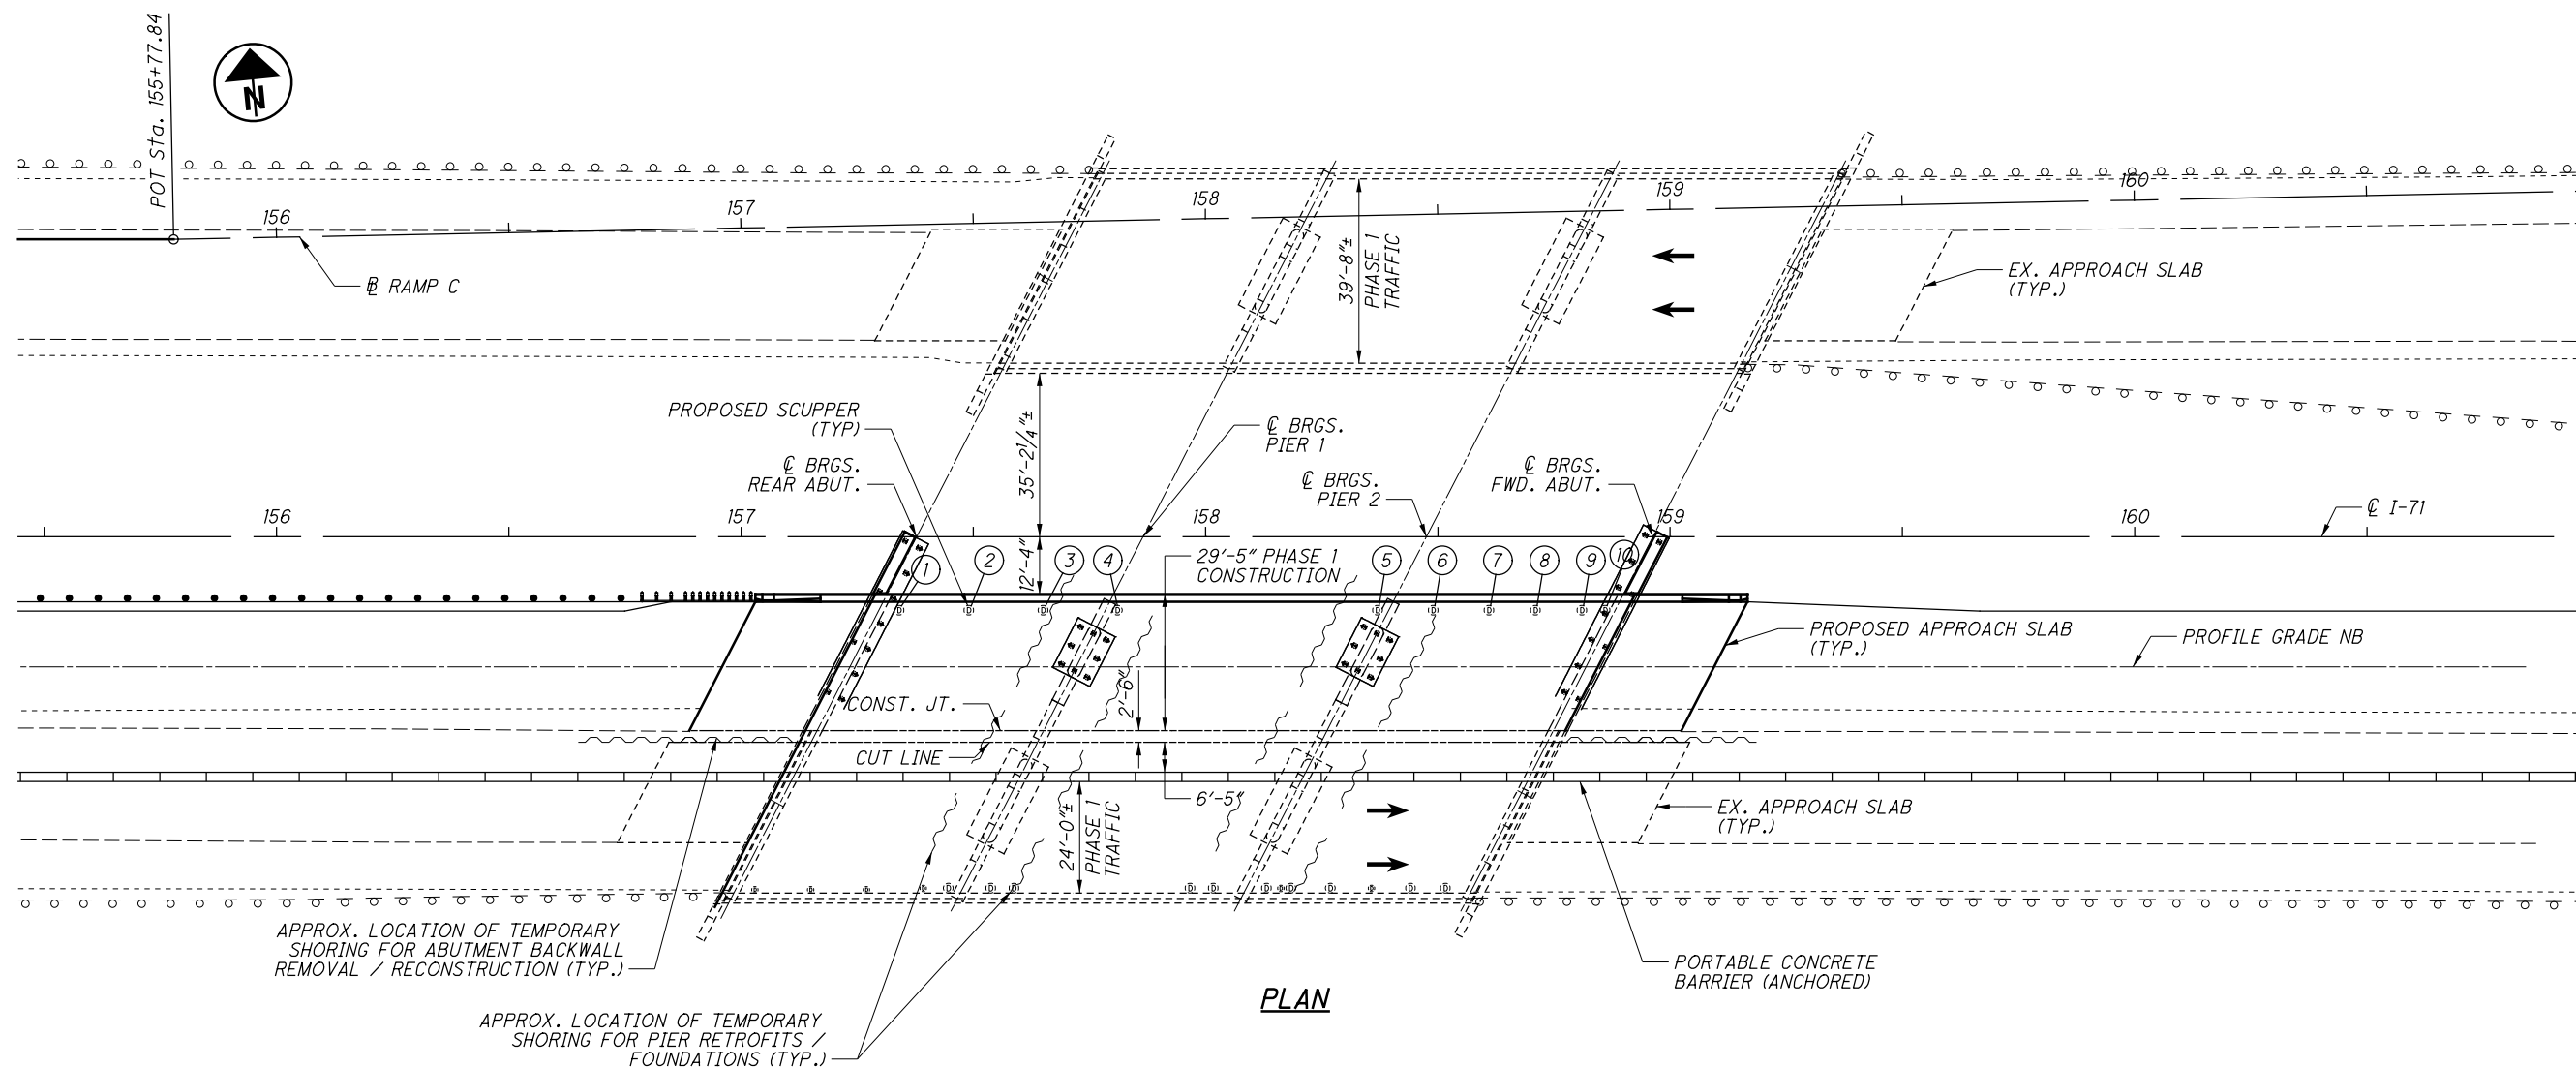 POT Sta. 155+77.84
N
156
157
158
159
160
℄ RAMP C
39'-8"±
PHASE 1
TRAFFIC
EX. APPROACH SLAB
(TYP.)
PROPOSED SCUPPER
(TYP)
35'-2 1/4"±
℄ BRGS.
PIER 1
℄ BRGS.
REAR ABUT.
℄ BRGS.
PIER 2
℄ BRGS.
FWD. ABUT.
℄ I-71
156
157
158
159
160
12'-4"
1
2
3
4
5
6
7
8
9
10
29'-5" PHASE 1
CONSTRUCTION
PROPOSED APPROACH SLAB
(TYP.)
PROFILE GRADE NB
2'-6"
CONST. JT.
CUT LINE
6'-5"
24'-0"±
PHASE 1
TRAFFIC
EX. APPROACH SLAB
(TYP.)
APPROX. LOCATION OF TEMPORARY
SHORING FOR ABUTMENT BACKWALL
REMOVAL / RECONSTRUCTION (TYP.)
PORTABLE CONCRETE
BARRIER (ANCHORED)
PLAN
APPROX. LOCATION OF TEMPORARY
SHORING FOR PIER RETROFITS /
FOUNDATIONS (TYP.)